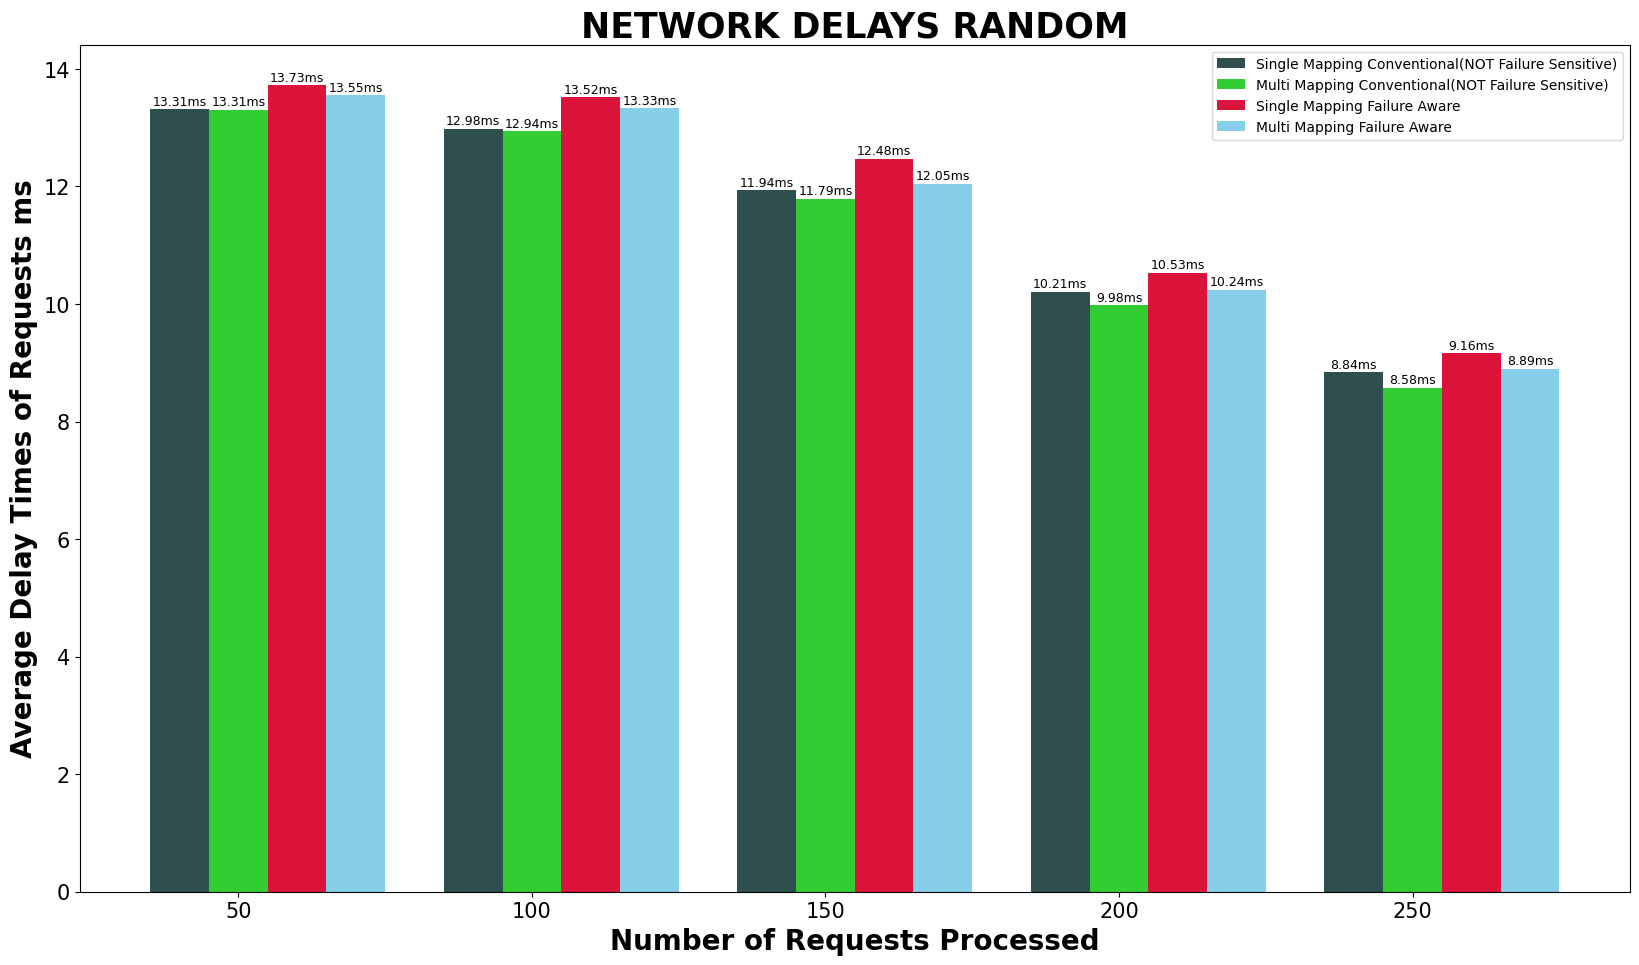 NETWORK DELAYS RANDOM
Average Delay Times of Requests ms
14
12
10
8
6
4
2
0
Single Mapping Conventional(NOT Failure Sensitive)
Multi Mapping Conventional(NOT Failure Sensitive)
Single Mapping Failure Aware
Multi Mapping Failure Aware
13.31ms 13.31ms 13.73ms 13.55ms
12.98ms 12.94ms 13.52ms 13.33ms
11.94ms 11.79ms 12.48ms 12.05ms
10.21ms 9.98ms 10.53ms 10.24ms
8.84ms 8.58ms 9.16ms 8.89ms
50 100 150 200 250
Number of Requests Processed